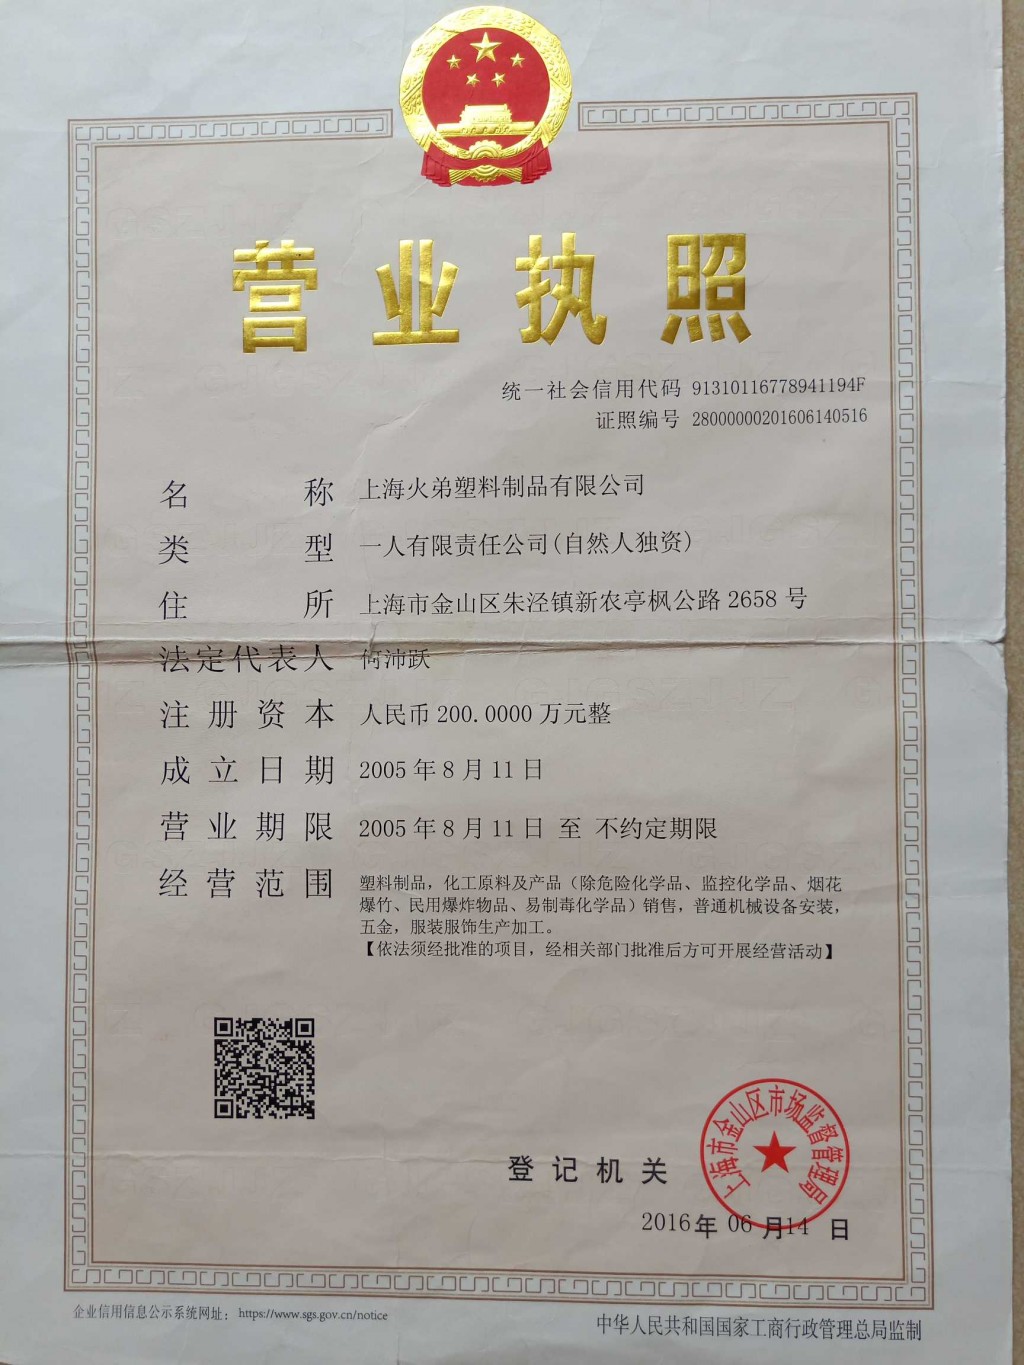 营业执照
统一社会信用代码 91310116778941194F
证照编号 28000000201606140516
名称 上海火弟塑料制品有限公司
类型 一人有限责任公司(自然人独资)
住所 上海市金山区朱泾镇新农亭枫公路2658号
法定代表人 何沛跃
注册资本 人民币200.0000万元整
成立日期 2005年8月11日
营业期限 2005年8月11日 至 不约定期限
经营范围 塑料制品，化工原料及产品（除危险化学品、监控化学品、烟花
爆竹、民用爆炸物品、易制毒化学品）销售，普通机械设备安装，
五金，服装服饰生产加工。
【依法须经批准的项目，经相关部门批准后方可开展经营活动】
上海市金山区市场监督管理局
登记机关
2016年06月14日
企业信用信息公示系统网址： https://www.sgs.gov.cn/notice
中华人民共和国国家工商行政管理总局监制